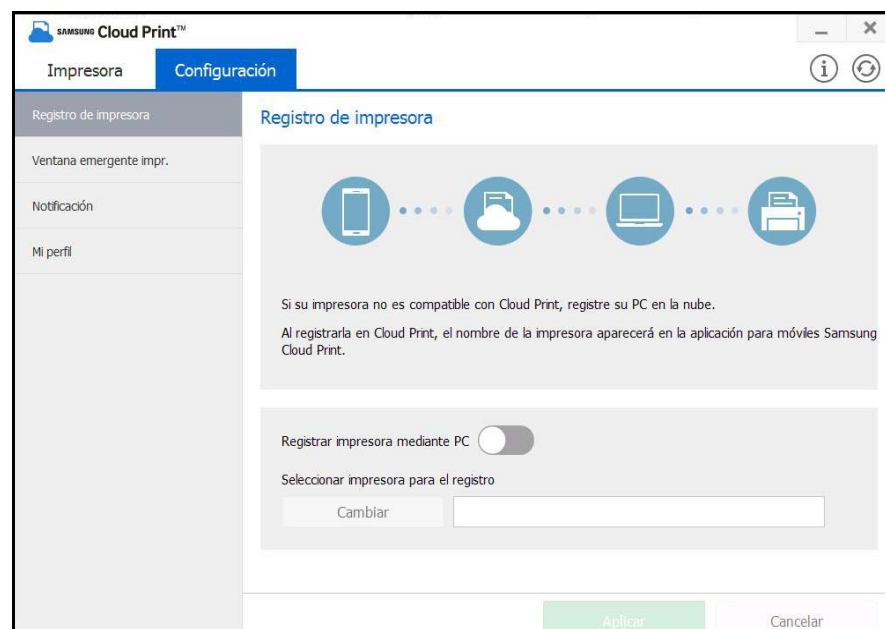 SAMSUNG Cloud Print™
Impresora
Configuración
Registro de impresora
Ventana emergente impr.
Notificación
Mi perfil
Registro de impresora
Si su impresora no es compatible con Cloud Print, registre su PC en la nube.
Al registrarla en Cloud Print, el nombre de la impresora aparecerá en la aplicación para móviles Samsung
Cloud Print.
Registrar impresora mediante PC
Seleccionar impresora para el registro
Cambiar
Aplicar
Cancelar